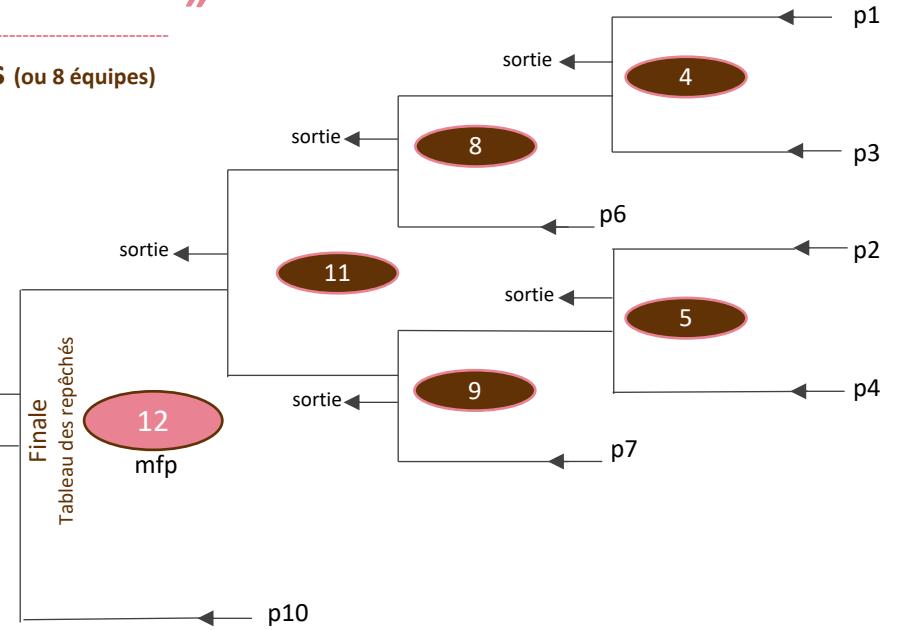 p1
(ou 8 équipes)
sortie
4
sortie
8
p3
p6
sortie
p2
11
sortie
5
9
sortie
p4
Finale
Tableau des repêchés
12
mfp
p7
p10